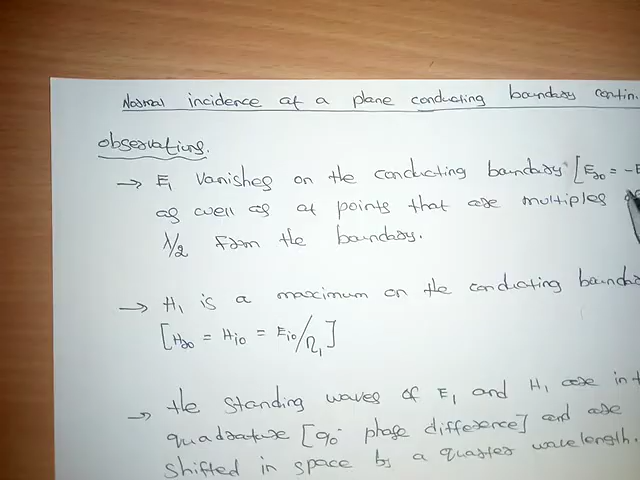 Normal incidence at a plane conducting boundary contin.
observations.
→ E₁ vanishes on the conducting boundary [Er0 = -E
as well as at points that are multiples
λ/2 from the boundary.
→ H₁ is a maximum on the conducting bounda
[Hr0 = Hi0 = Ei0/η₁]
→ the standing waves of E₁ and H₁ are in t
quadrature [90° phase difference] and are
shifted in space by a quarter wavelength.